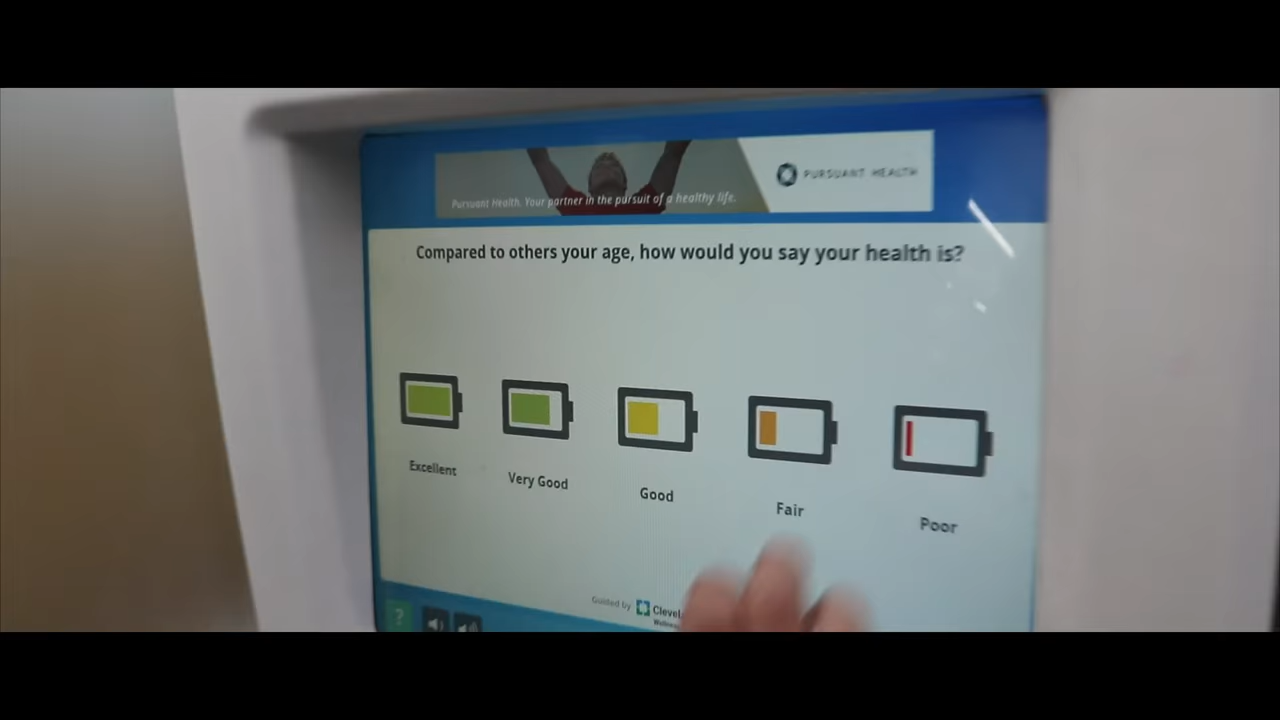 Pursuant Health. Your partner in the pursuit of a healthy life.
PURSUANT HEALTH
Compared to others your age, how would you say your health is?
Excellent
Very Good
Good
Fair
Poor
Guided by
?